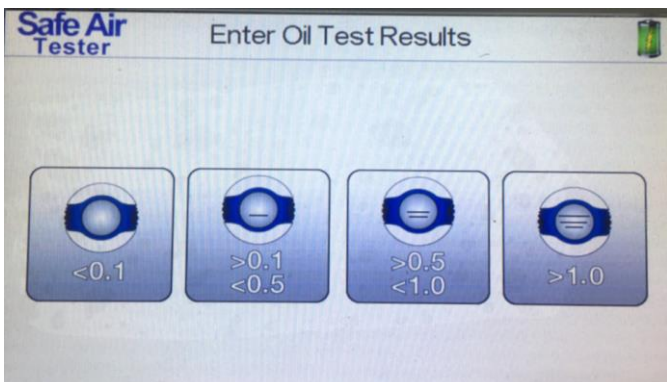 Safe Air
Tester
Enter Oil Test Results
<0.1
>0.1
<0.5
>0.5
<1.0
>1.0